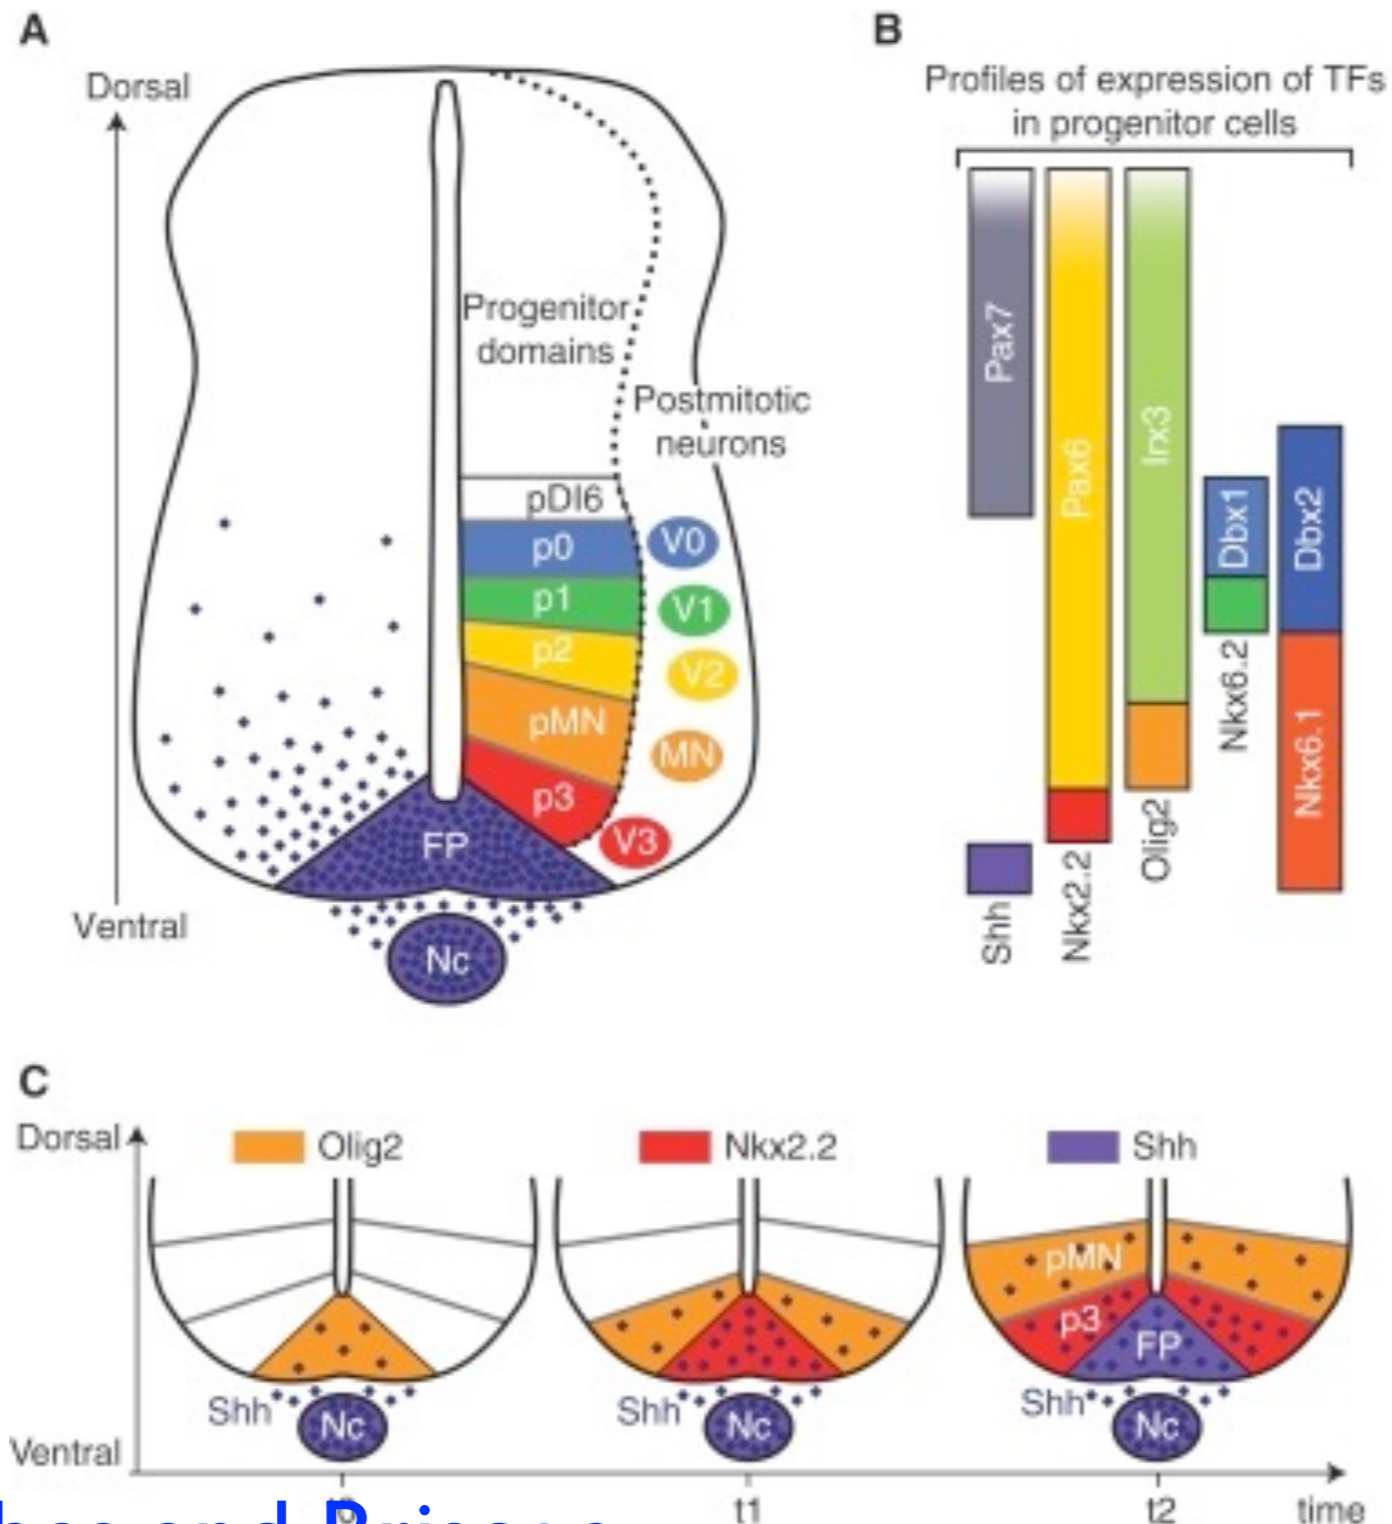 A
Dorsal
Progenitor
domains
Postmitotic
neurons
pDI6
p0
V0
p1
V1
p2
V2
pMN
MN
p3
V3
FP
Nc
Ventral
B
Profiles of expression of TFs
in progenitor cells
Pax7
Pax6
Irx3
Dbx1
Dbx2
Nkx6.2
Nkx6.1
Olig2
Nkx2.2
Shh
C
Dorsal
Olig2
Nkx2.2
Shh
pMN
p3
FP
Shh
Nc
Shh
Nc
Shh
Nc
Ventral
t1
t2
time
and Briscoe